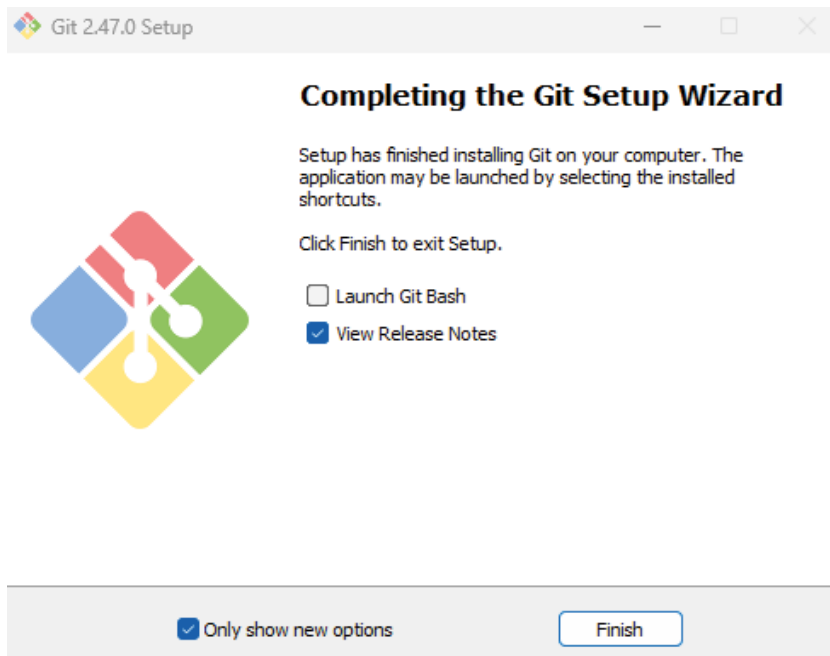 Git 2.47.0 Setup
Completing the Git Setup Wizard
Setup has finished installing Git on your computer. The
application may be launched by selecting the installed
shortcuts.
Click Finish to exit Setup.
Launch Git Bash
View Release Notes
Only show new options
Finish